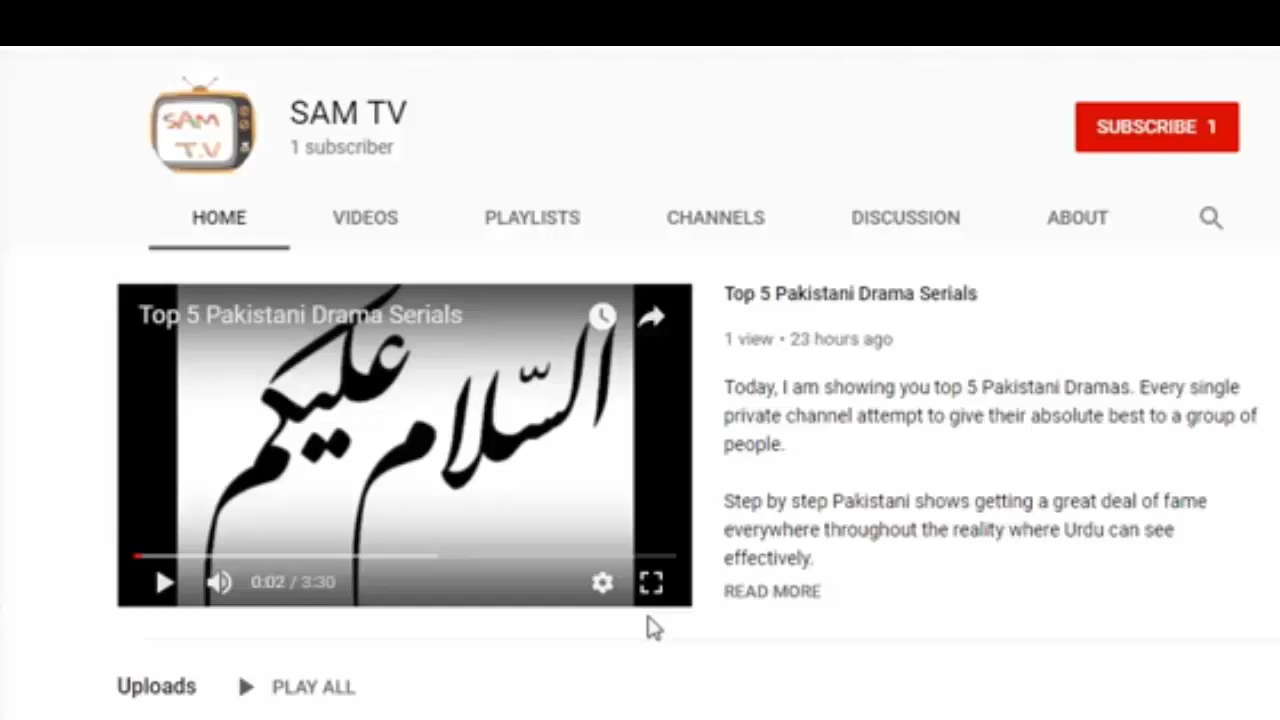 SAM
T.V
SAM TV
1 subscriber
SUBSCRIBE 1
HOME
VIDEOS
PLAYLISTS
CHANNELS
DISCUSSION
ABOUT
Top 5 Pakistani Drama Serials
السّلام عليكم
0:02 / 3:30
Top 5 Pakistani Drama Serials
1 view • 23 hours ago
Today, I am showing you top 5 Pakistani Dramas. Every single
private channel attempt to give their absolute best to a group of
people.
Step by step Pakistani shows getting a great deal of fame
everywhere throughout the reality where Urdu can see
effectively.
READ MORE
Uploads
PLAY ALL